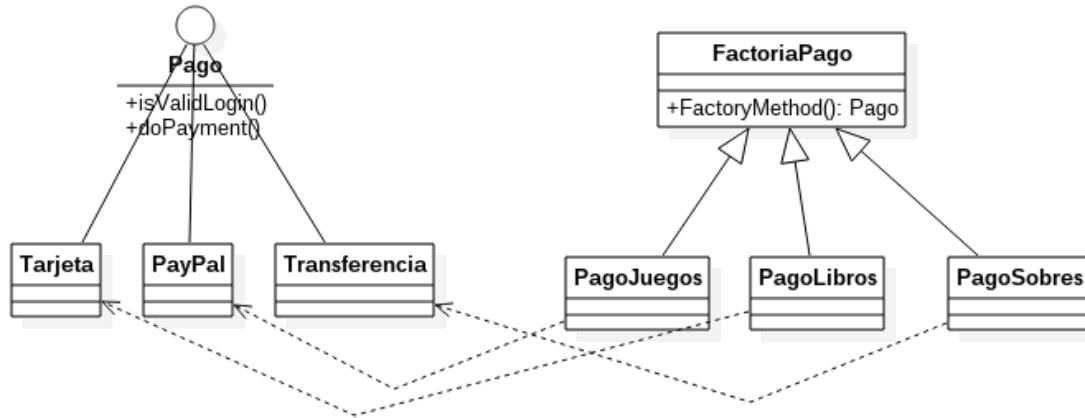 Pago
+isValidLogin()
+doPayment()
FactoriaPago
+FactoryMethod(): Pago
Tarjeta
PayPal
Transferencia
PagoJuegos
PagoLibros
PagoSobres